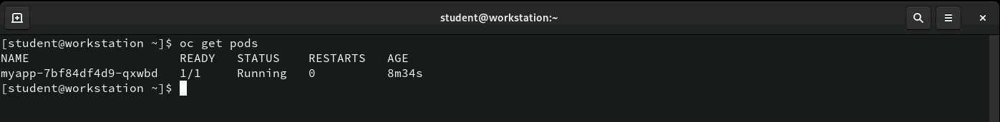 student@workstation:~
[student@workstation ~]$ oc get pods
NAME                     READY   STATUS    RESTARTS   AGE
myapp-7bf84df4d9-qxwbd   1/1     Running   0          8m34s
[student@workstation ~]$